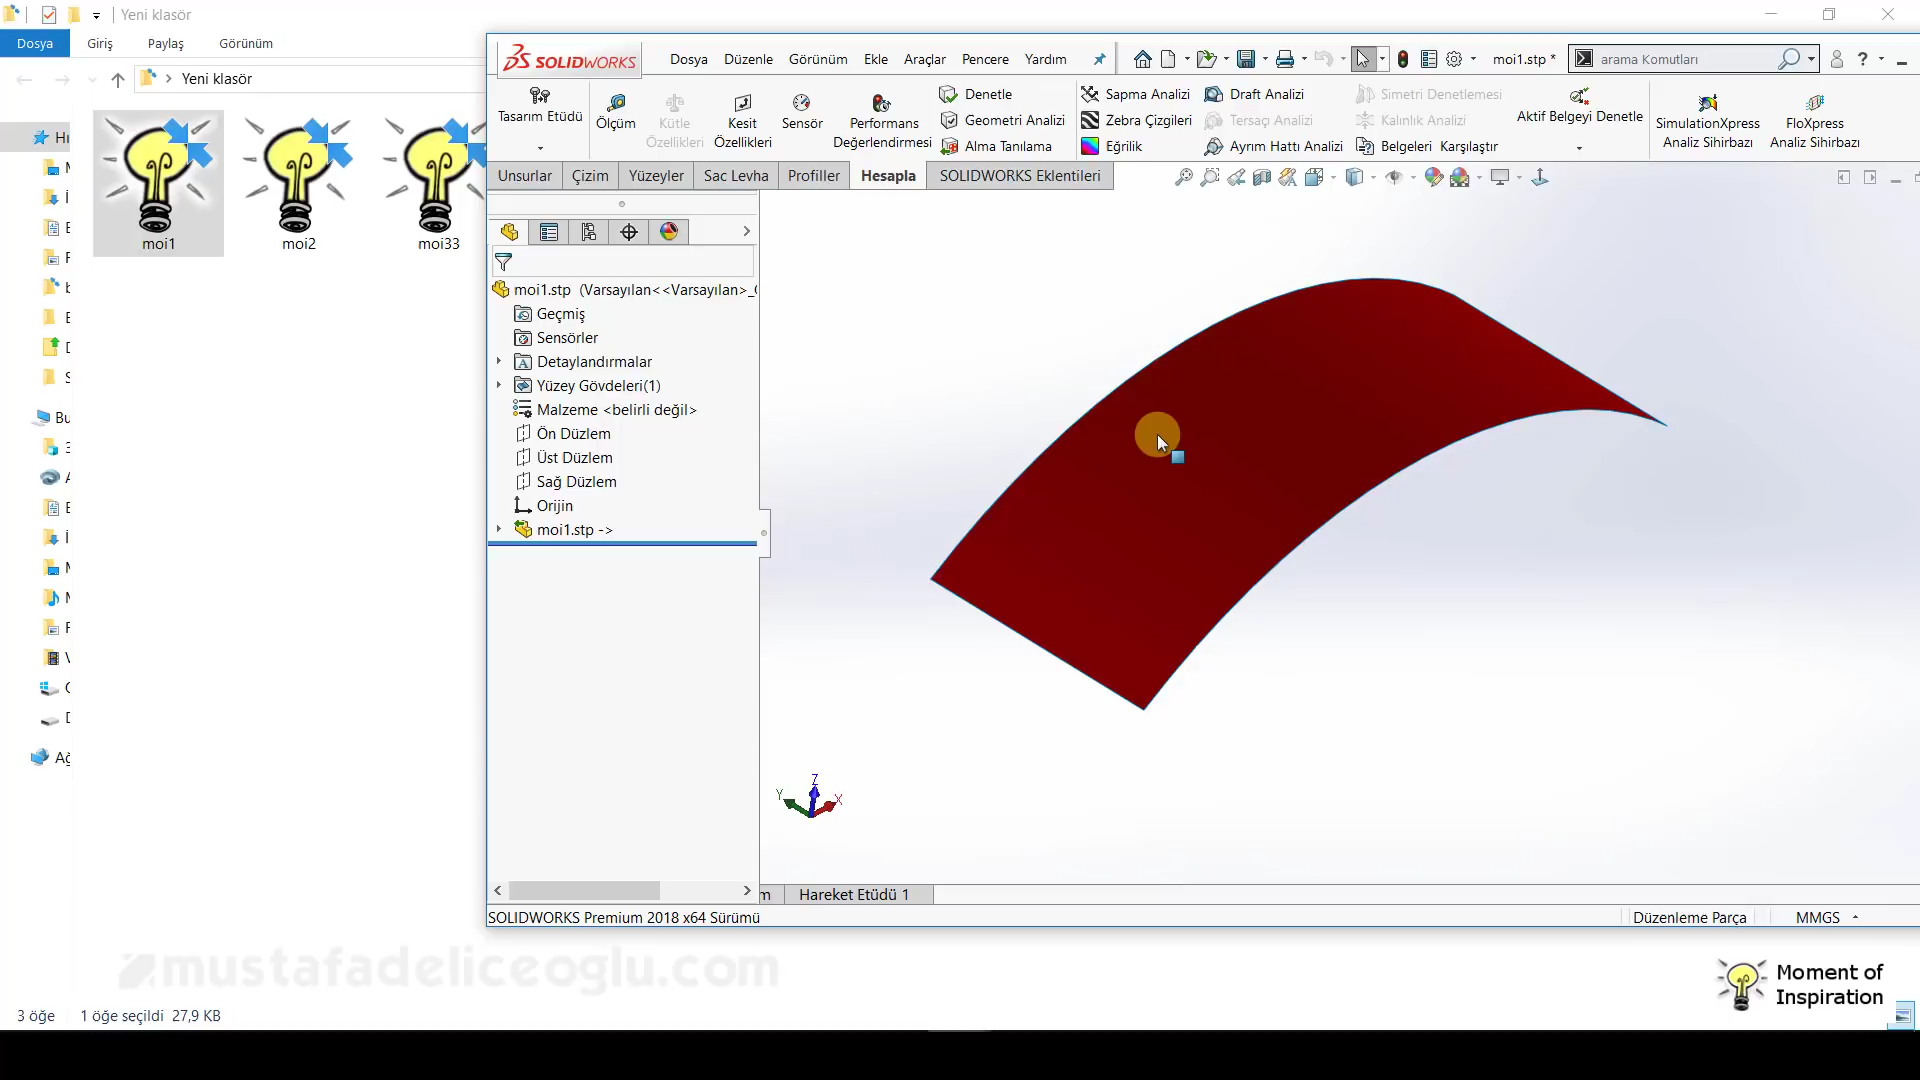 Yeni klasör
Dosya Giriş Paylaş Görünüm
Yeni klasör
moi1 moi2 moi33
3 öğe 1 öğe seçildi 27,9 KB
SOLIDWORKS Dosya Düzenle Görünüm Ekle Araçlar Pencere Yardım moi1.stp * arama Komutları ?
Tasarım Etüdü Ölçüm Kütle Özellikleri Kesit Özellikleri Sensör Performans Değerlendirmesi
Denetle
Geometri Analizi
Alma Tanılama
Sapma Analizi
Zebra Çizgileri
Eğrilik
Draft Analizi
Tersaçı Analizi
Ayrım Hattı Analizi
Simetri Denetlemesi
Kalınlık Analizi
Belgeleri Karşılaştır
Aktif Belgeyi Denetle
SimulationXpress Analiz Sihirbazı
FloXpress Analiz Sihirbazı
Unsurlar Çizim Yüzeyler Sac Levha Profiller Hesapla SOLIDWORKS Eklentileri
moi1.stp (Varsayılan<<Varsayılan>_
Geçmiş
Sensörler
Detaylandırmalar
Yüzey Gövdeleri(1)
Malzeme <belirli değil>
Ön Düzlem
Üst Düzlem
Sağ Düzlem
Orijin
moi1.stp ->
Z
Y X
Hareket Etüdü 1
SOLIDWORKS Premium 2018 x64 Sürümü Düzenleme Parça MMGS
mustafadeliceoglu.com
Moment of
Inspiration